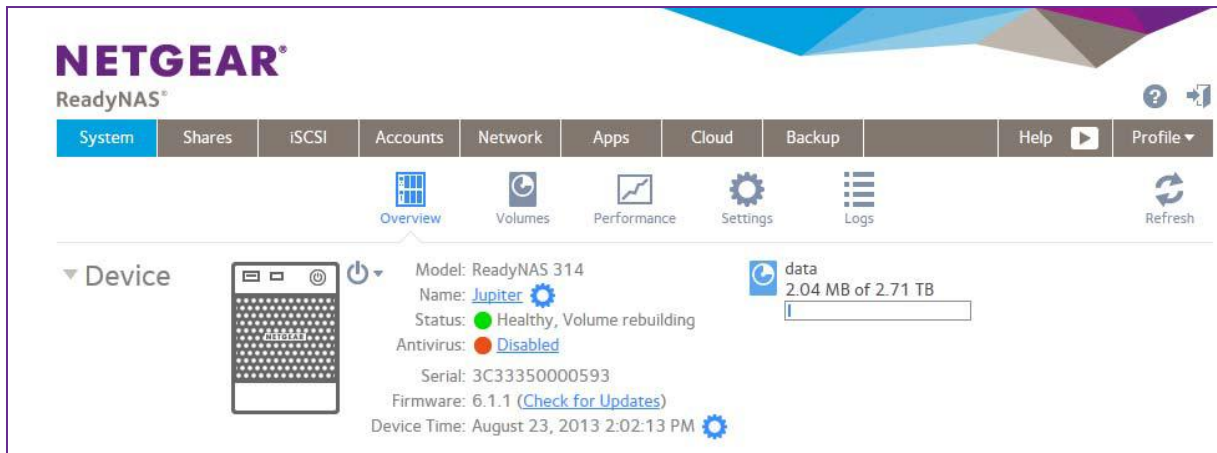 NETGEAR®
ReadyNAS®
System Shares iSCSI Accounts Network Apps Cloud Backup Help Profile
Overview Volumes Performance Settings Logs Refresh
Device
NETGEAR
Model: ReadyNAS 314
Name: Jupiter
Status: Healthy, Volume rebuilding
Antivirus: Disabled
Serial: 3C33350000593
Firmware: 6.1.1 (Check for Updates)
Device Time: August 23, 2013 2:02:13 PM
data
2.04 MB of 2.71 TB